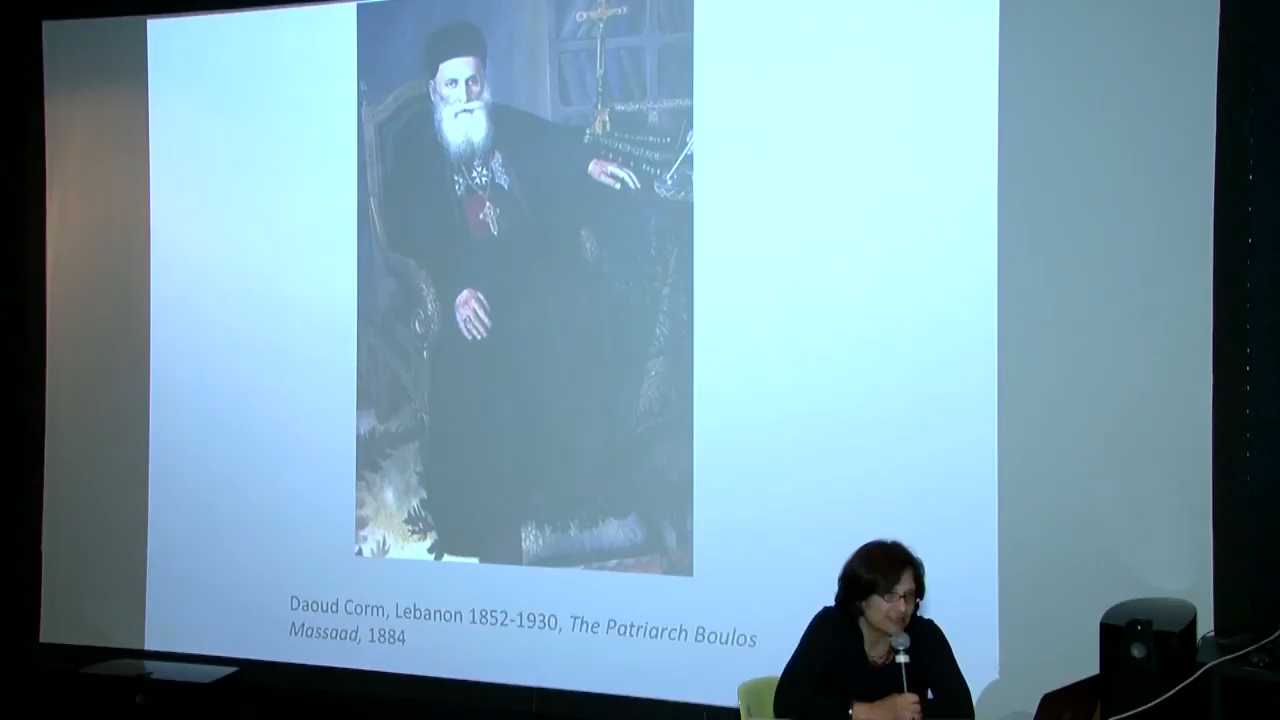 Daoud Corm, Lebanon 1852-1930, The Patriarch Boulos
Massaad, 1884